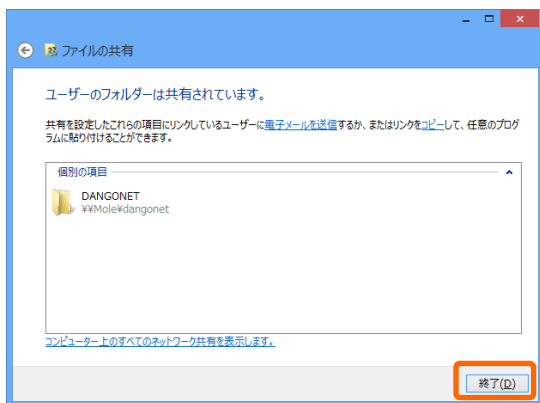 ファイルの共有
ユーザーのフォルダーは共有されています。
共有を設定したこれらの項目にリンクしているユーザーに電子メールを送信するか、またはリンクをコピーして、任意のプログ
ラムに貼り付けることができます。
個別の項目
DANGONET
¥¥Mole¥dangonet
コンピューター上のすべてのネットワーク共有を表示します。
終了(D)